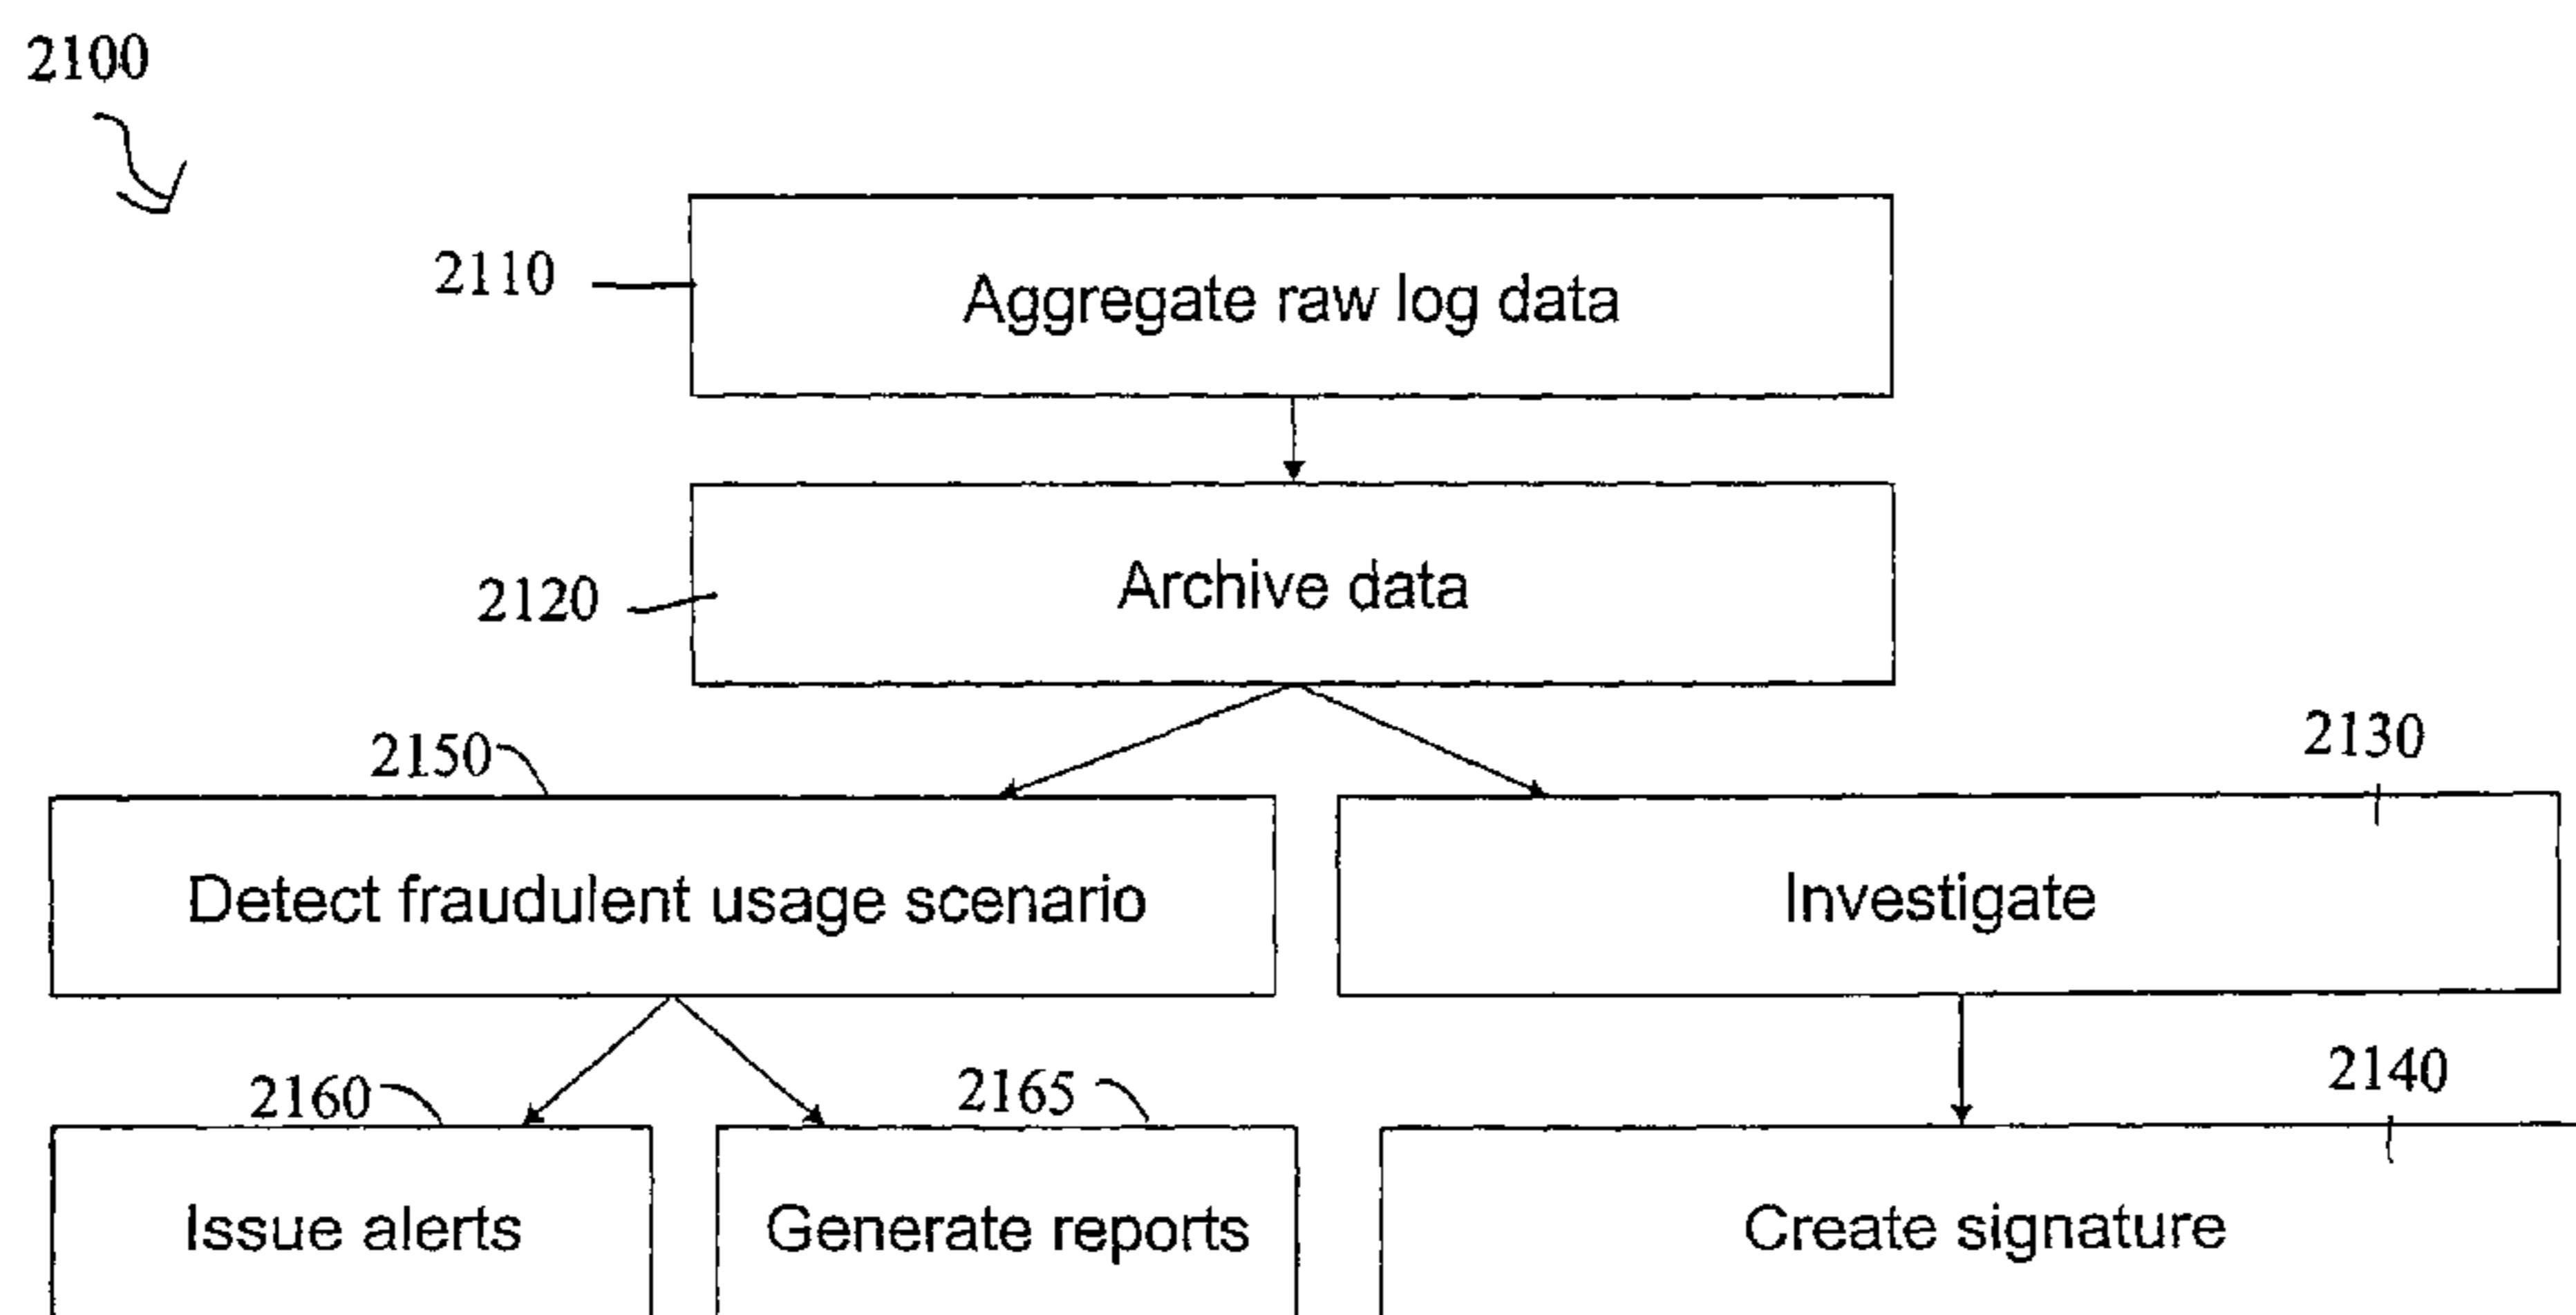 2100
2110
Aggregate raw log data
2120
Archive data
2150
2130
Detect fraudulent usage scenario
Investigate
2160
2165
2140
Issue alerts
Generate reports
Create signature